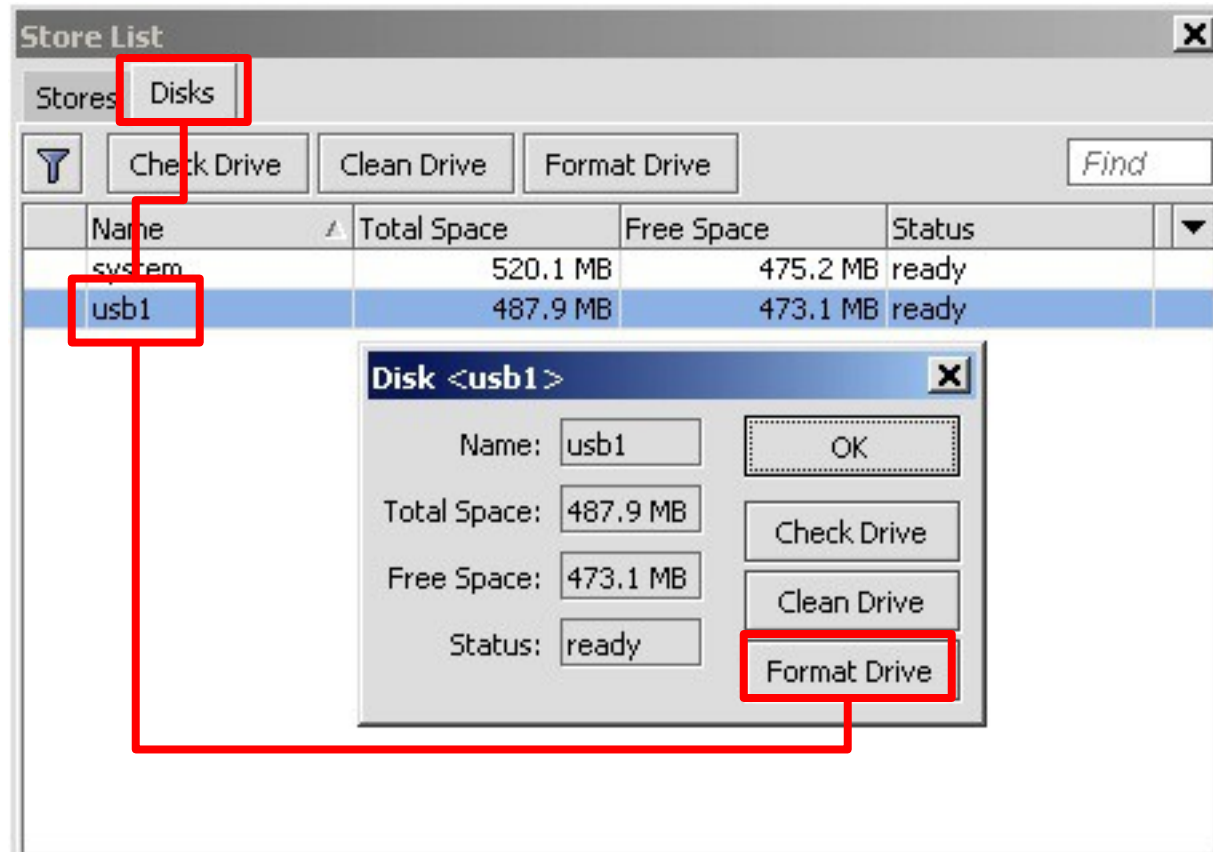 Store List
Stores Disks
Check Drive Clean Drive Format Drive Find
Name Total Space Free Space Status
system 520.1 MB 475.2 MB ready
usb1 487.9 MB 473.1 MB ready
Disk <usb1>
Name: usb1 OK
Total Space: 487.9 MB Check Drive
Free Space: 473.1 MB Clean Drive
Status: ready Format Drive